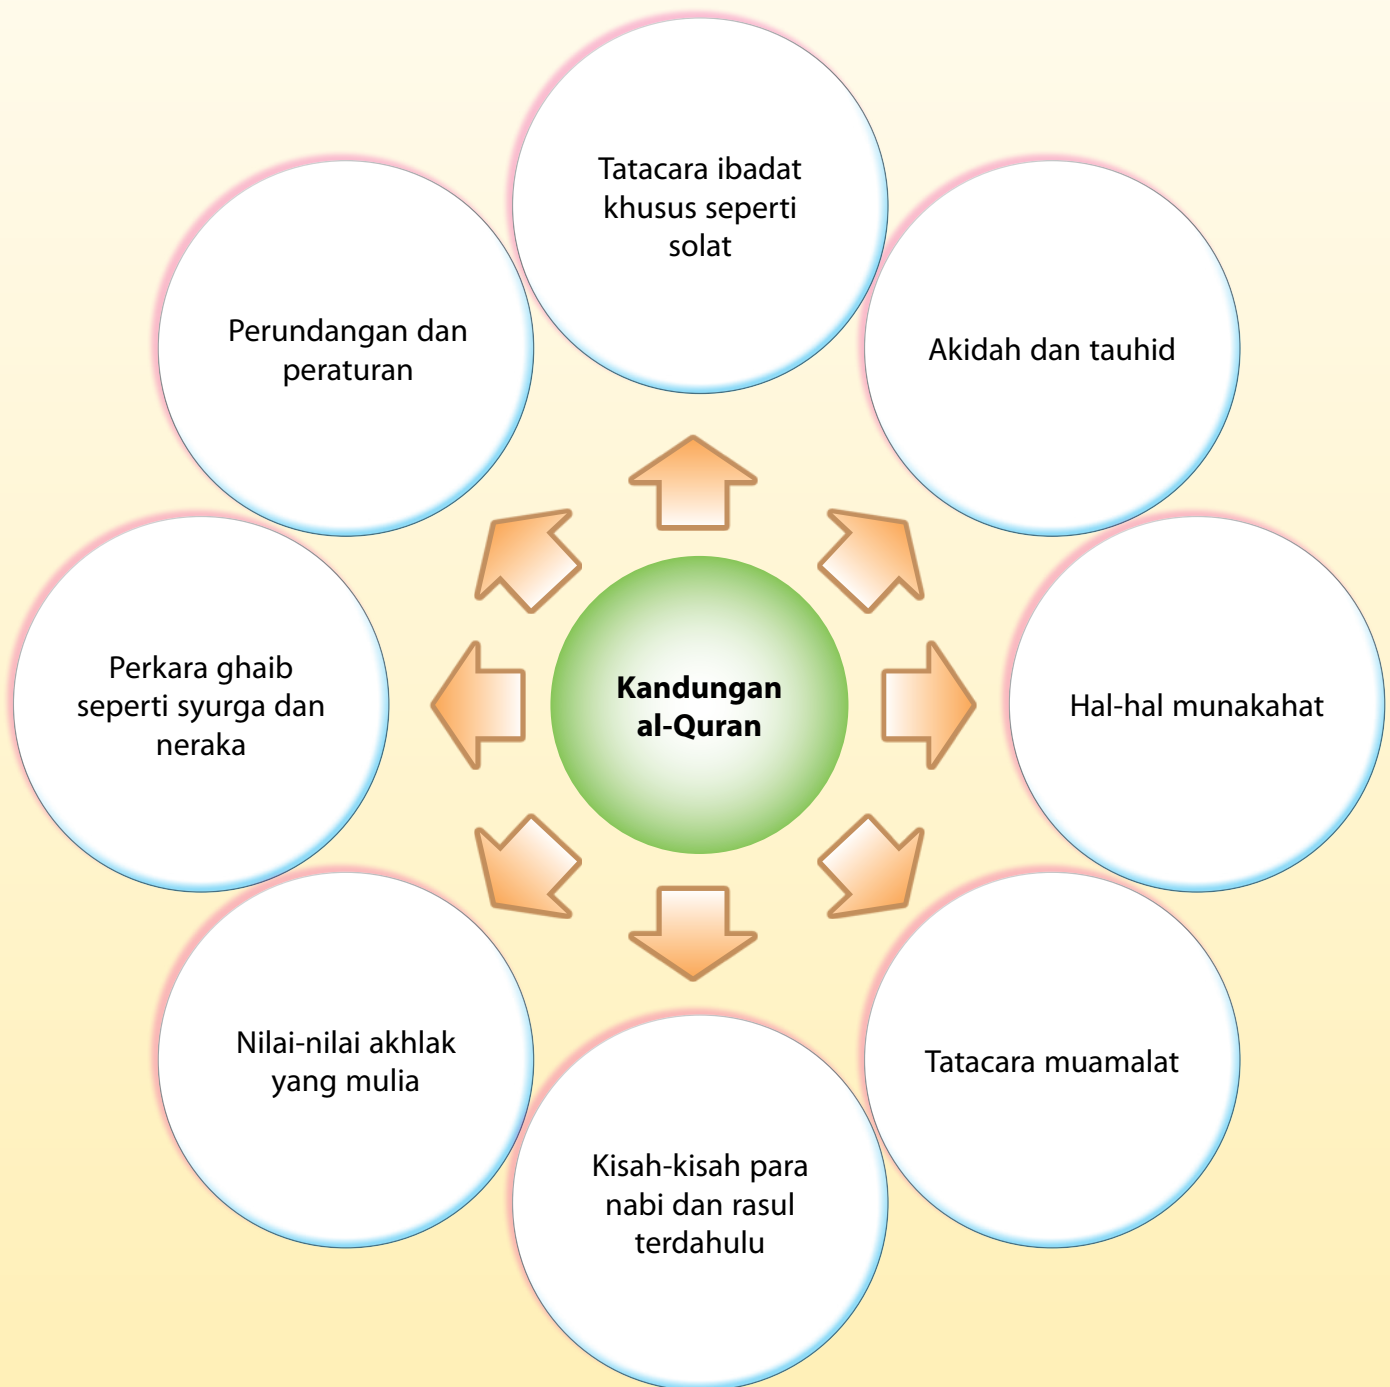 Tatacara ibadat
khusus seperti
solat
Perundangan dan
peraturan
Akidah dan tauhid
Perkara ghaib
seperti syurga dan
neraka
Kandungan
al-Quran
Hal-hal munakahat
Nilai-nilai akhlak
yang mulia
Tatacara muamalat
Kisah-kisah para
nabi dan rasul
terdahulu